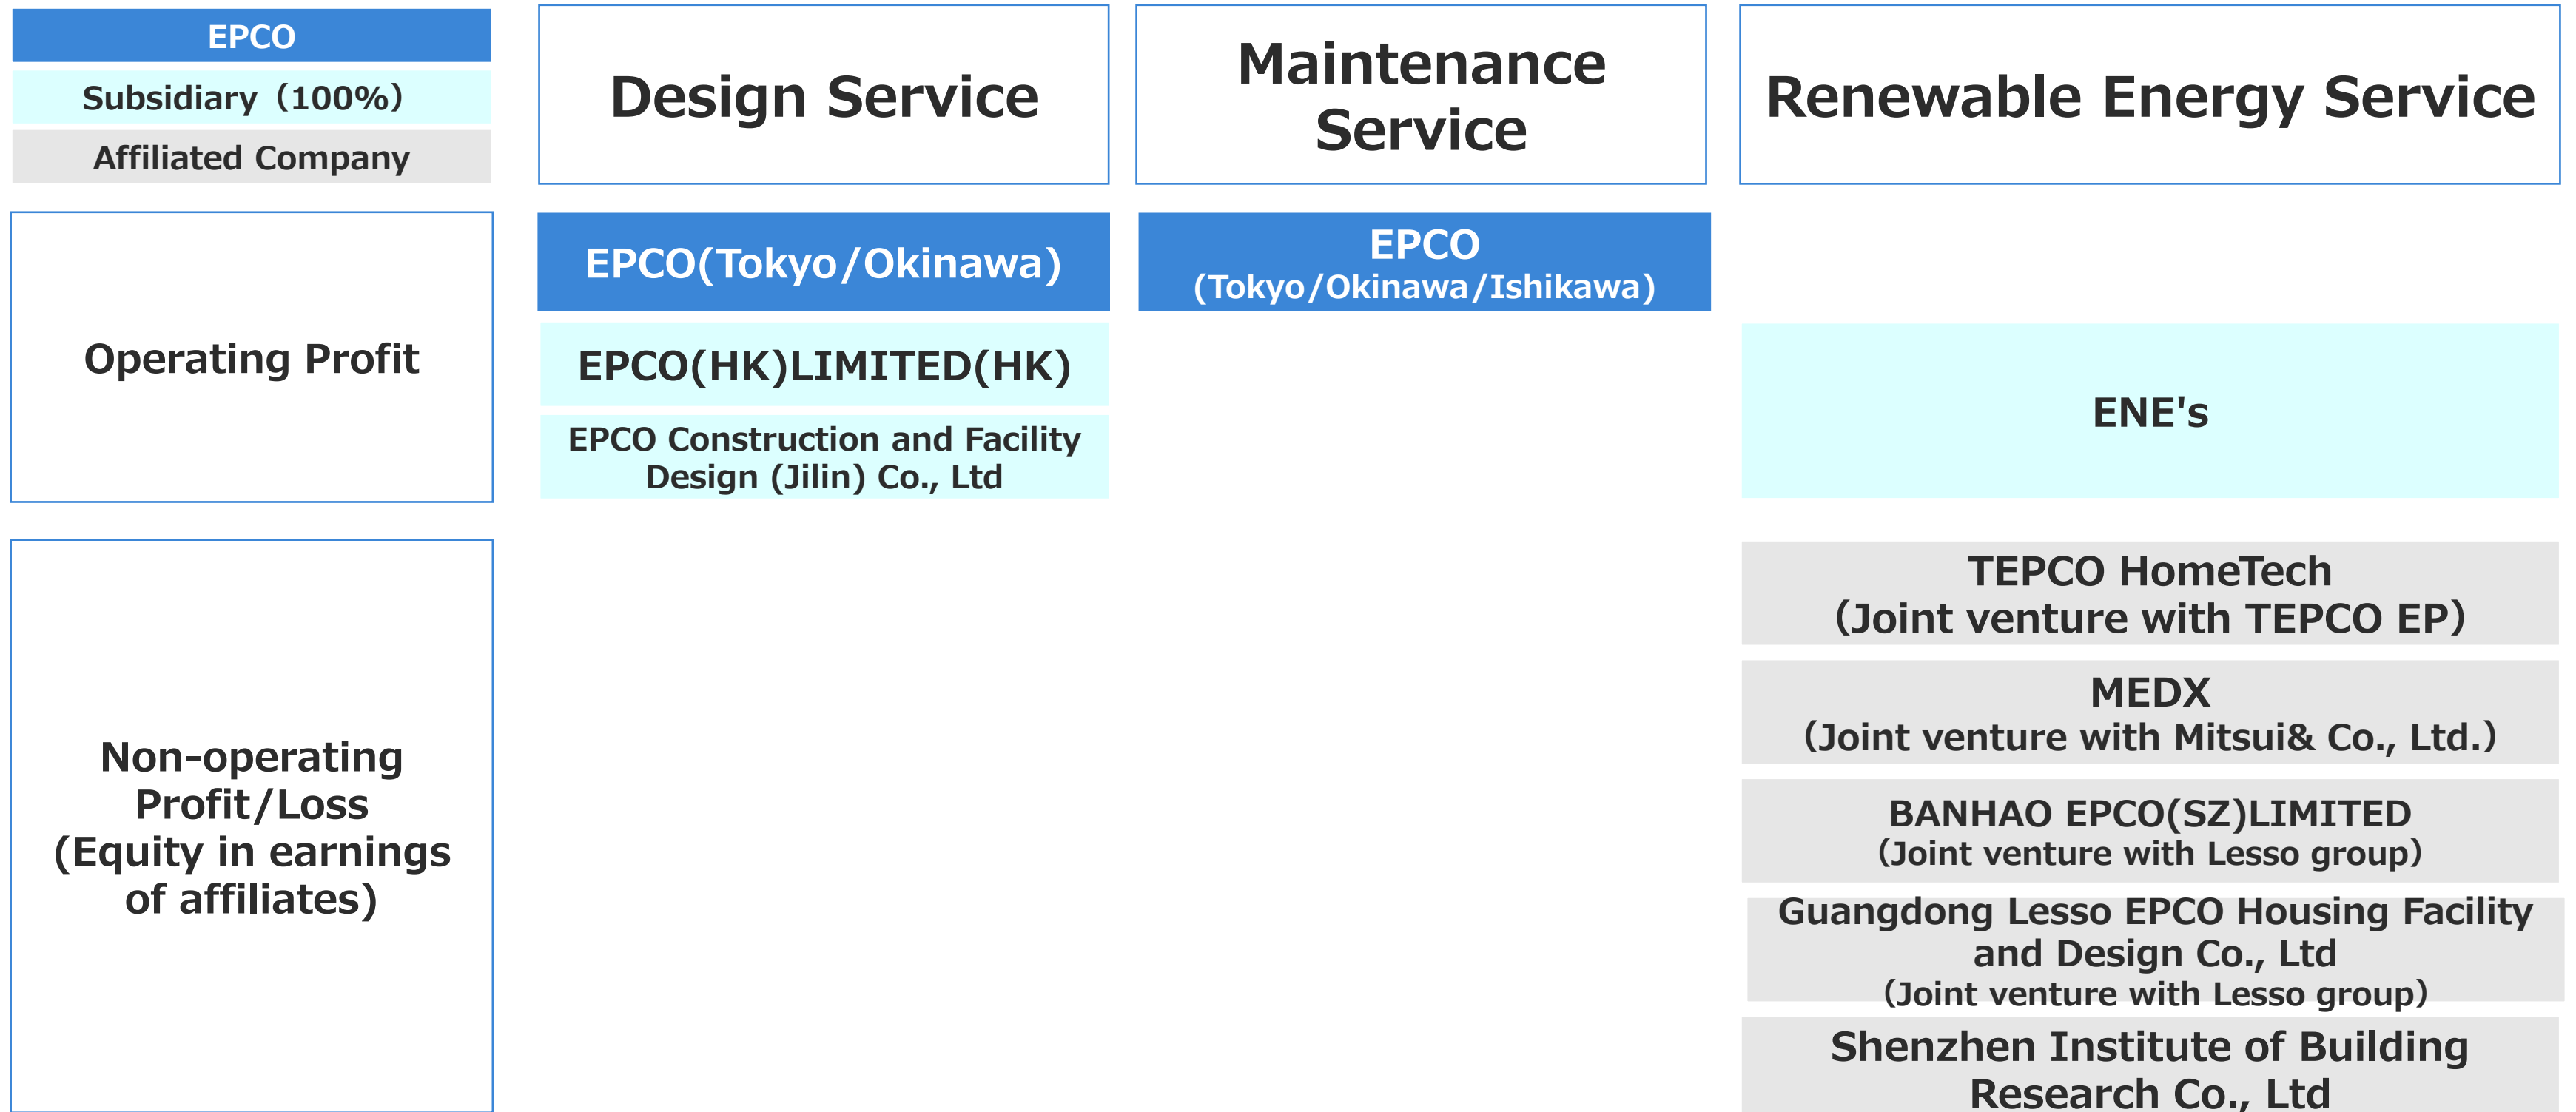 EPCO
Subsidiary（100%）
Affiliated Company
Design Service
Maintenance
Service
Renewable Energy Service
Operating Profit
EPCO(Tokyo/Okinawa)
EPCO
(Tokyo/Okinawa/Ishikawa)
EPCO(HK)LIMITED(HK)
EPCO Construction and Facility
Design (Jilin) Co., Ltd
ENE's
Non-operating
Profit/Loss
(Equity in earnings
of affiliates)
TEPCO HomeTech
（Joint venture with TEPCO EP）
MEDX
（Joint venture with Mitsui& Co., Ltd.）
BANHAO EPCO(SZ)LIMITED
（Joint venture with Lesso group）
Guangdong Lesso EPCO Housing Facility
and Design Co., Ltd
（Joint venture with Lesso group）
Shenzhen Institute of Building
Research Co., Ltd